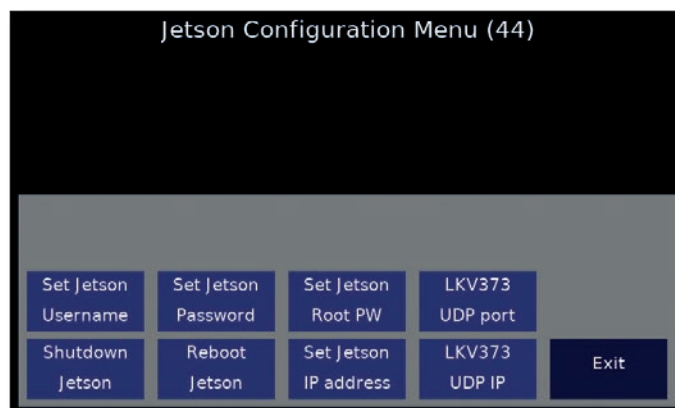 Jetson Configuration Menu (44)
Set Jetson
Username
Set Jetson
Password
Set Jetson
Root PW
LKV373
UDP port
Shutdown
Jetson
Reboot
Jetson
Set Jetson
IP address
LKV373
UDP IP
Exit